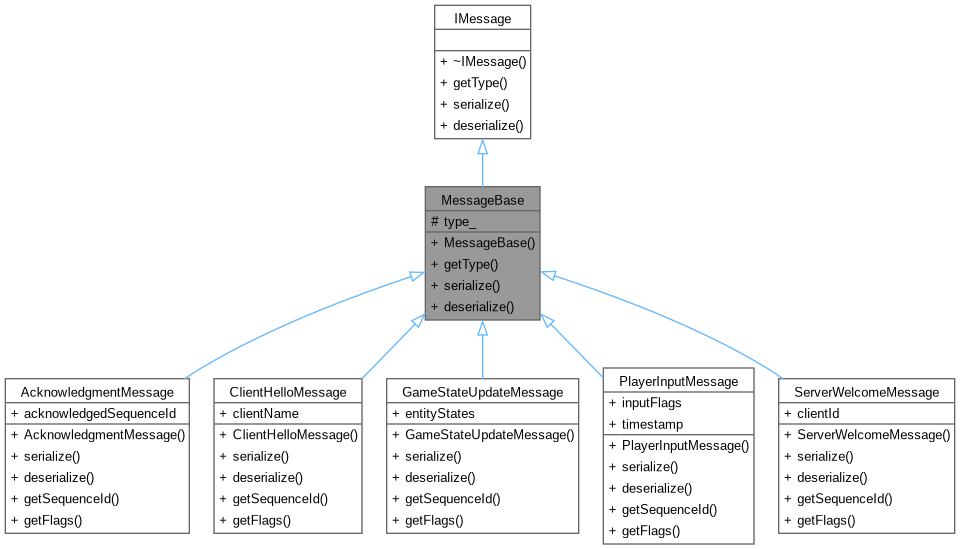 IMessage
+ ~IMessage()
+ getType()
+ serialize()
+ deserialize()
MessageBase
# type_
+ MessageBase()
+ getType()
+ serialize()
+ deserialize()
AcknowledgmentMessage
+ acknowledgedSequenceId
+ AcknowledgmentMessage()
+ serialize()
+ deserialize()
+ getSequenceId()
+ getFlags()
ClientHelloMessage
+ clientName
+ ClientHelloMessage()
+ serialize()
+ deserialize()
+ getSequenceId()
+ getFlags()
GameStateUpdateMessage
+ entityStates
+ GameStateUpdateMessage()
+ serialize()
+ deserialize()
+ getSequenceId()
+ getFlags()
PlayerInputMessage
+ inputFlags
+ timestamp
+ PlayerInputMessage()
+ serialize()
+ deserialize()
+ getSequenceId()
+ getFlags()
ServerWelcomeMessage
+ clientId
+ ServerWelcomeMessage()
+ serialize()
+ deserialize()
+ getSequenceId()
+ getFlags()